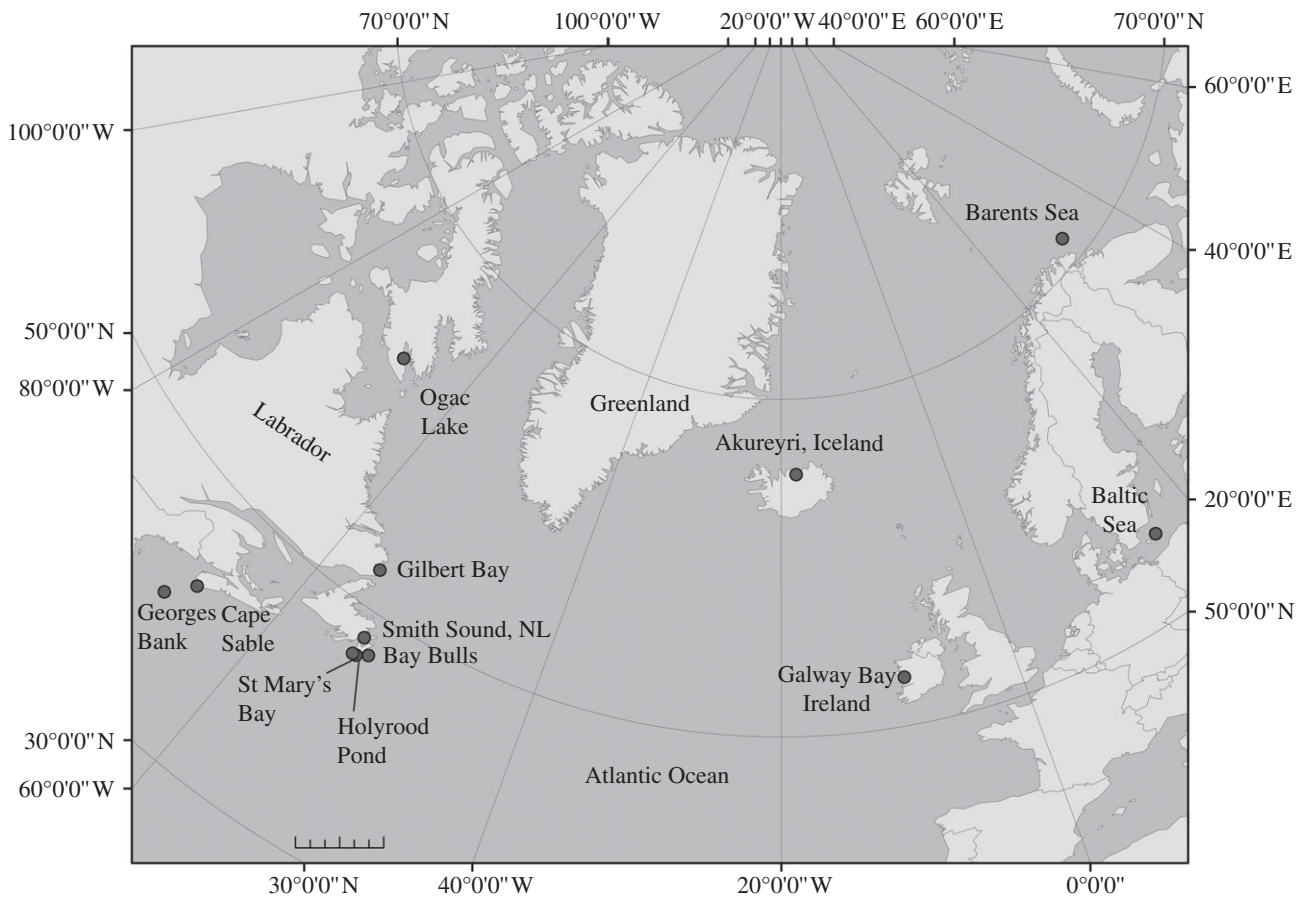 70°0'0"N 100°0'0"W 20°0'0"W 40°0'0"E 60°0'0"E 70°0'0"N
60°0'0"E
100°0'0"W
Barents Sea
40°0'0"E
50°0'0"N
80°0'0"W
Ogac
Lake
Greenland
Labrador
Akureyri, Iceland
Baltic
Sea
20°0'0"E
Gilbert Bay
Georges
Bank
Cape
Sable
50°0'0"N
Smith Sound, NL
Bay Bulls
St Mary's
Bay
Galway Bay
Ireland
Holyrood
Pond
30°0'0"N
60°0'0"W
Atlantic Ocean
30°0'0"N 40°0'0"W 20°0'0"W 0°0'0"